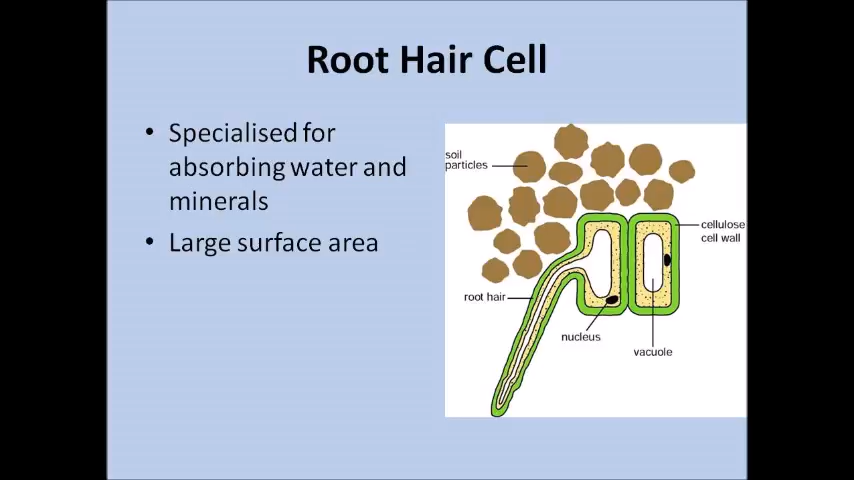 Root Hair Cell
• Specialised for
absorbing water and
minerals
• Large surface area
soil
particles
cellulose
cell wall
root hair
nucleus
vacuole